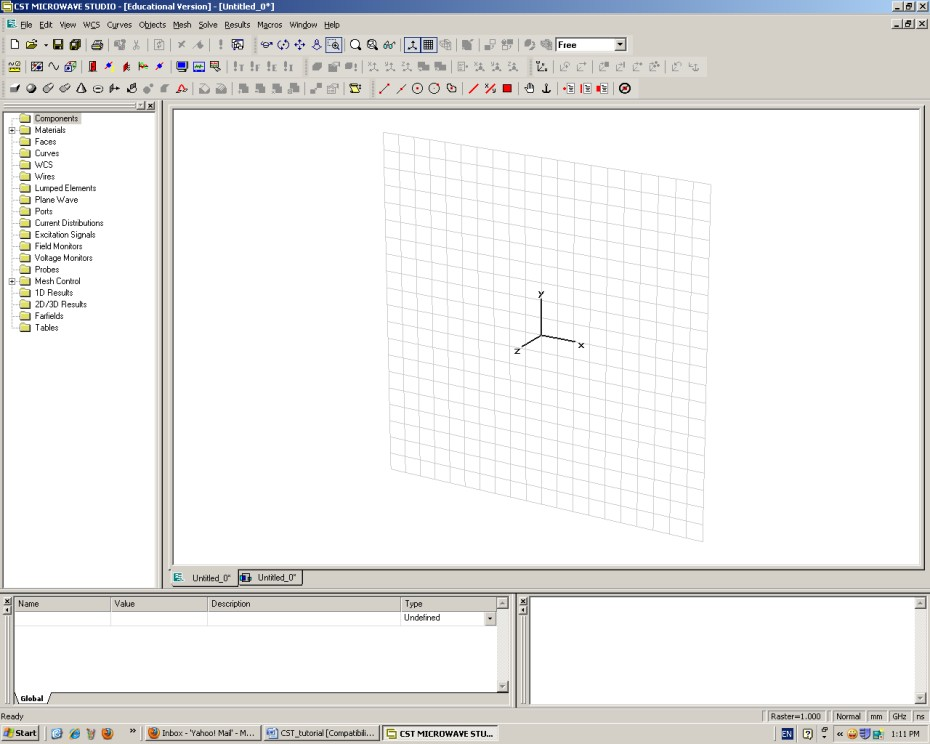 CST MICROWAVE STUDIO - [Educational Version] - [Untitled_0*]
File Edit View WCS Curves Objects Mesh Solve Results Macros Window Help
Free
Components
Materials
Faces
Curves
WCS
Wires
Lumped Elements
Plane Wave
Ports
Current Distributions
Excitation Signals
Field Monitors
Voltage Monitors
Probes
Mesh Control
1D Results
2D/3D Results
Farfields
Tables
y
x
z
Untitled_0* Untitled_0*
Name Value Description Type
Undefined
Global
Ready Raster=1.000 Normal mm GHz ns
Start Inbox - 'Yahoo! Mail' - M... CST_tutorial [Compatibili... CST MICROWAVE STU... EN 1:11 PM